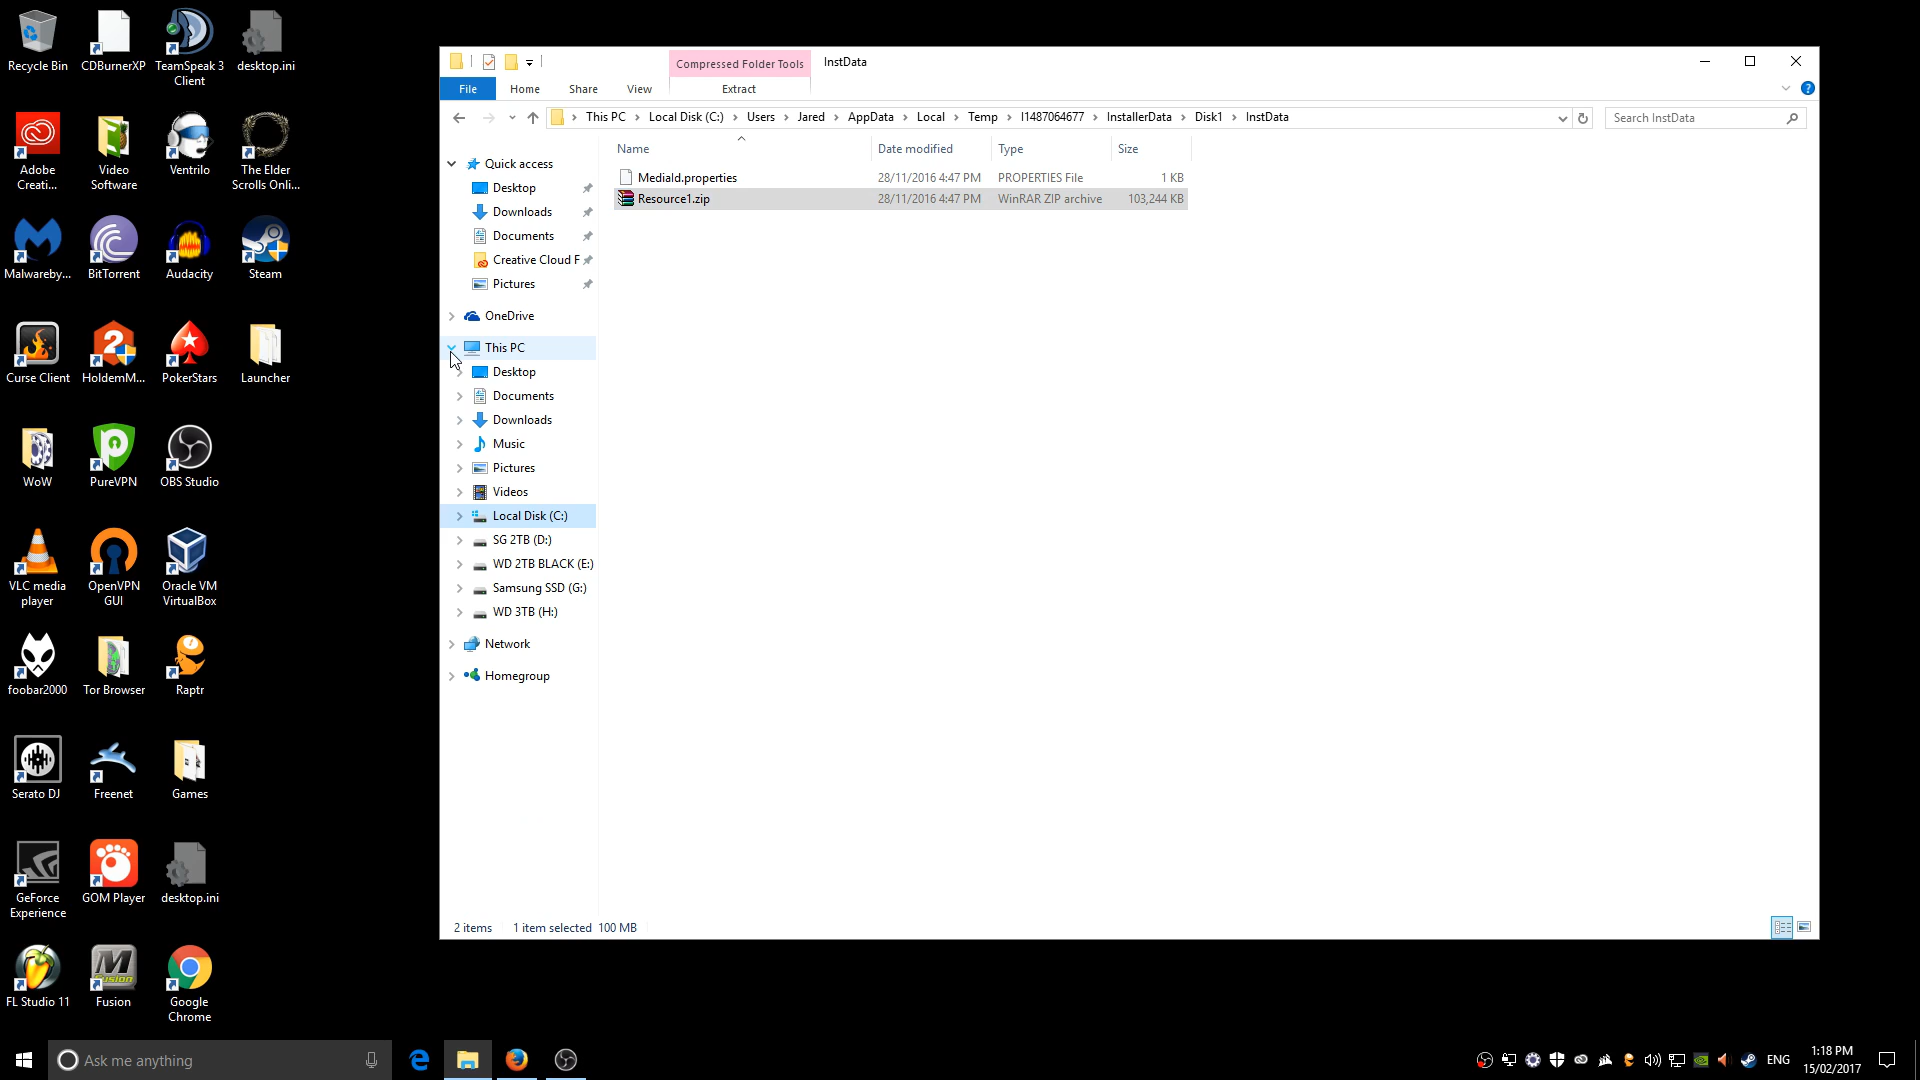 Recycle Bin
CDBurnerXP
TeamSpeak 3
Client
desktop.ini
Adobe
Creati...
Video
Software
Ventrilo
The Elder
Scrolls Onli...
Malwareby...
BitTorrent
Audacity
Steam
Curse Client
HoldemM...
PokerStars
Launcher
WoW
PurePVN
OBS Studio
VLC media
player
OpenVPN
GUI
Oracle VM
VirtualBox
foobar2000
Tor Browser
Raptr
Serato DJ
Freenet
Games
GeForce
Experience
GOM Player
desktop.ini
FL Studio 11
Fusion
Google
Chrome
Compressed Folder Tools
InstData
File
Home
Share
View
Extract
This PC
Local Disk (C:)
Users
Jared
AppData
Local
Temp
I1487064677
InstallerData
Disk1
InstData
Search InstData
Name
Date modified
Type
Size
MediaId.properties
28/11/2016 4:47 PM
PROPERTIES File
1 KB
Resource1.zip
28/11/2016 4:47 PM
WinRAR ZIP archive
103,244 KB
Quick access
Desktop
Downloads
Documents
Creative Cloud F
Pictures
OneDrive
This PC
Desktop
Documents
Downloads
Music
Pictures
Videos
Local Disk (C:)
SG 2TB (D:)
WD 2TB BLACK (E:)
Samsung SSD (G:)
WD 3TB (H:)
Network
Homegroup
2 items
1 item selected 100 MB
Ask me anything
ENG
1:18 PM
15/02/2017